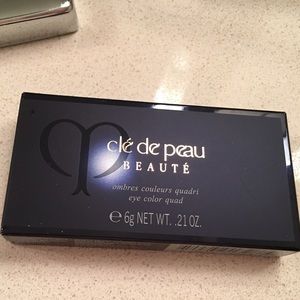 clé de peau
BEAUTÉ
ombres couleurs quadri
eye color quad
℮ 6g NET WT. .21 OZ.